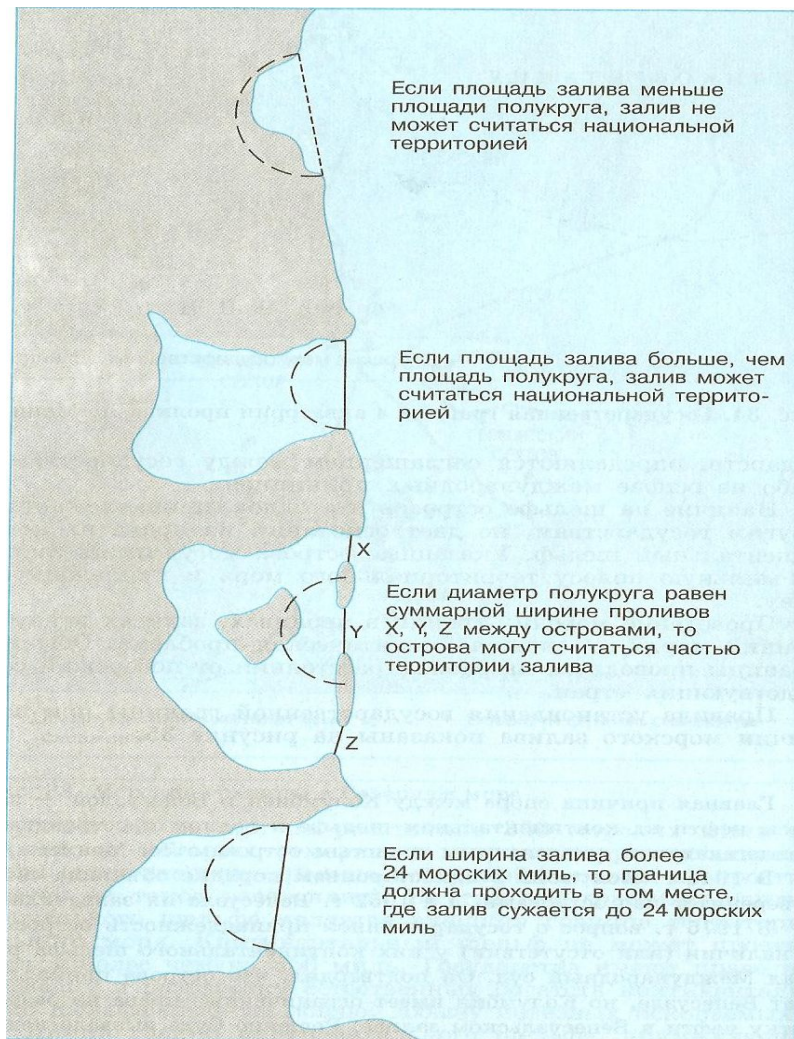 Если площадь залива меньше
площади полукруга, залив не
может считаться национальной
территорией
Если площадь залива больше, чем
площадь полукруга, залив может
считаться национальной террито-
рией
X
Y
Z
Если диаметр полукруга равен
суммарной ширине проливов
X, Y, Z между островами, то
острова могут считаться частью
территории залива
Если ширина залива более
24 морских миль, то граница
должна проходить в том месте,
где залив сужается до 24 морских
миль